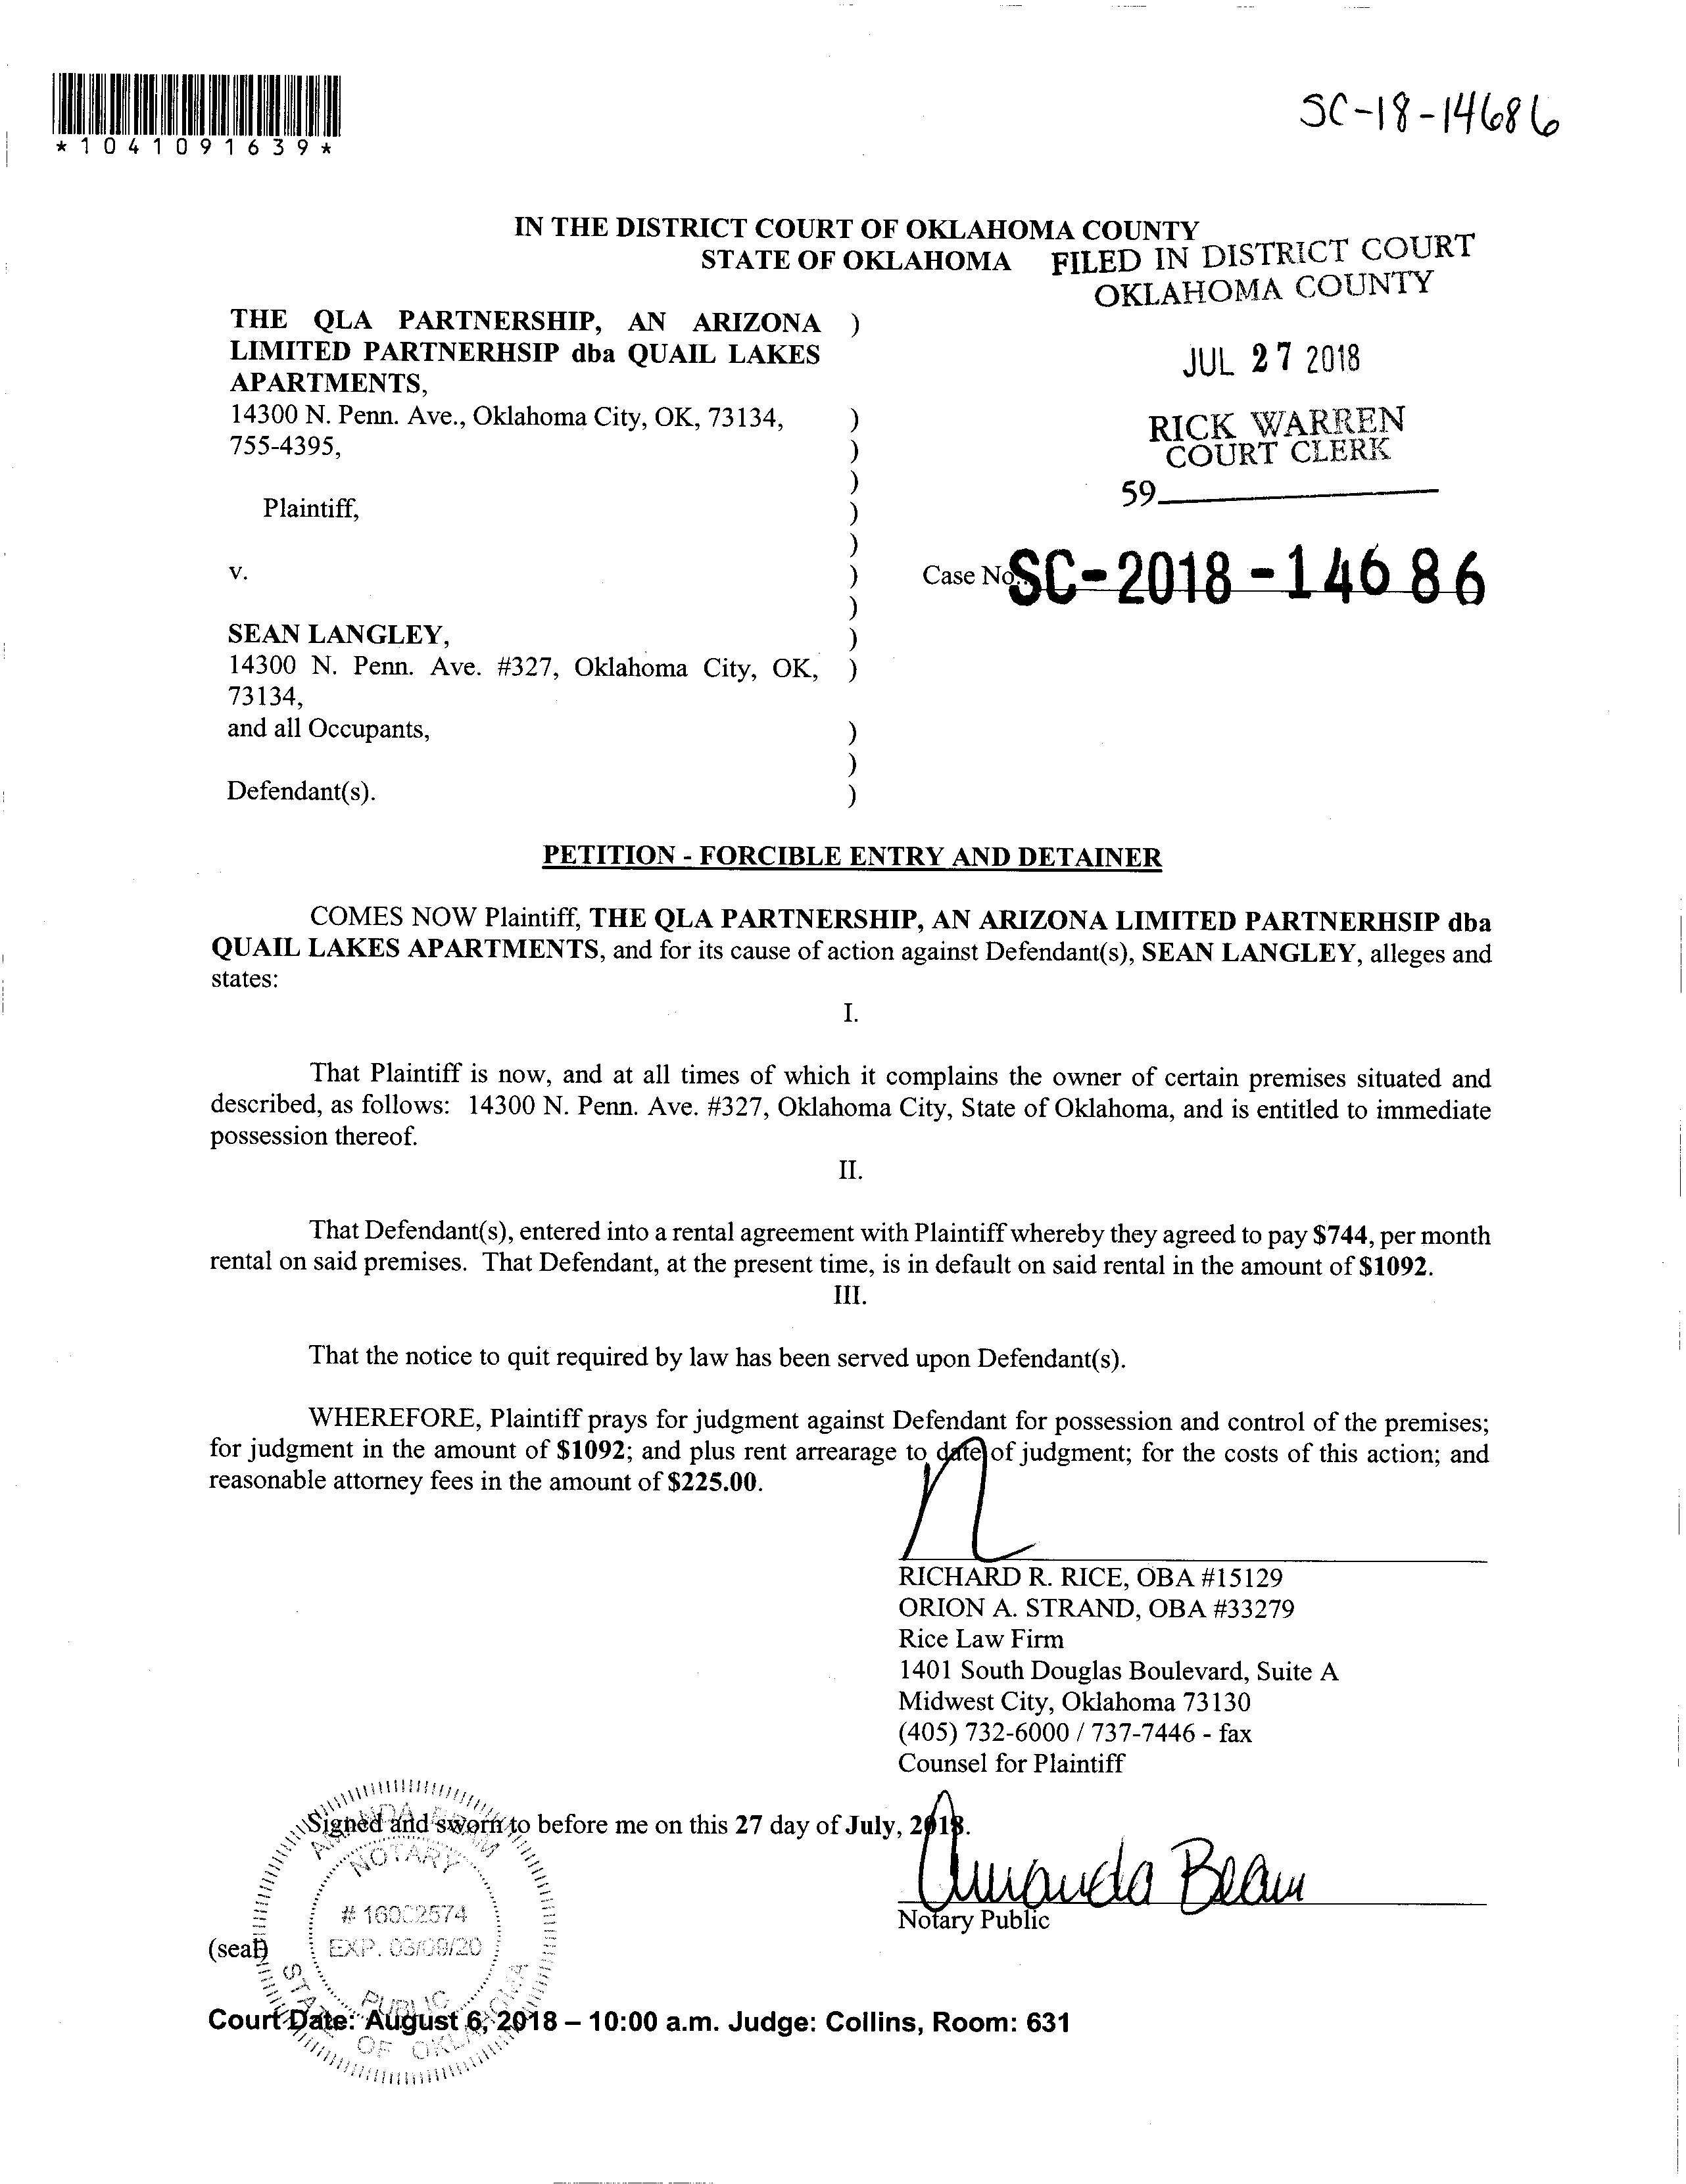 *1041091639*
SC-18-14686
IN THE DISTRICT COURT OF OKLAHOMA COUNTY
STATE OF OKLAHOMA
FILED IN DISTRICT COURT
OKLAHOMA COUNTY
JUL 27 2018
RICK WARREN
COURT CLERK
59
THE QLA PARTNERSHIP, AN ARIZONA )
LIMITED PARTNERHSIP dba QUAIL LAKES
APARTMENTS,
14300 N. Penn. Ave., Oklahoma City, OK, 73134, )
755-4395, )
)
Plaintiff, )
)
v. )
Case No.: SC-2018-14686
)
SEAN LANGLEY, )
14300 N. Penn. Ave. #327, Oklahoma City, OK, )
73134,
and all Occupants, )
)
Defendant(s). )
PETITION - FORCIBLE ENTRY AND DETAINER
COMES NOW Plaintiff, THE QLA PARTNERSHIP, AN ARIZONA LIMITED PARTNERHSIP dba
QUAIL LAKES APARTMENTS, and for its cause of action against Defendant(s), SEAN LANGLEY, alleges and
states:
I.
That Plaintiff is now, and at all times of which it complains the owner of certain premises situated and
described, as follows: 14300 N. Penn. Ave. #327, Oklahoma City, State of Oklahoma, and is entitled to immediate
possession thereof.
II.
That Defendant(s), entered into a rental agreement with Plaintiff whereby they agreed to pay $744, per month
rental on said premises. That Defendant, at the present time, is in default on said rental in the amount of $1092.
III.
That the notice to quit required by law has been served upon Defendant(s).
WHEREFORE, Plaintiff prays for judgment against Defendant for possession and control of the premises;
for judgment in the amount of $1092; and plus rent arrearage to date of judgment; for the costs of this action; and
reasonable attorney fees in the amount of $225.00.
RICHARD R. RICE, OBA #15129
ORION A. STRAND, OBA #33279
Rice Law Firm
1401 South Douglas Boulevard, Suite A
Midwest City, Oklahoma 73130
(405) 732-6000 / 737-7446 - fax
Counsel for Plaintiff
Signed and sworn to before me on this 27 day of July, 2018.
Amanda Beam
Notary Public
(seal)
AMANDA BEAM
NOTARY
EXP. 03/09/20
PUBLIC
STATE OF OKLAHOMA
Court Date: August 6, 2018 – 10:00 a.m. Judge: Collins, Room: 631